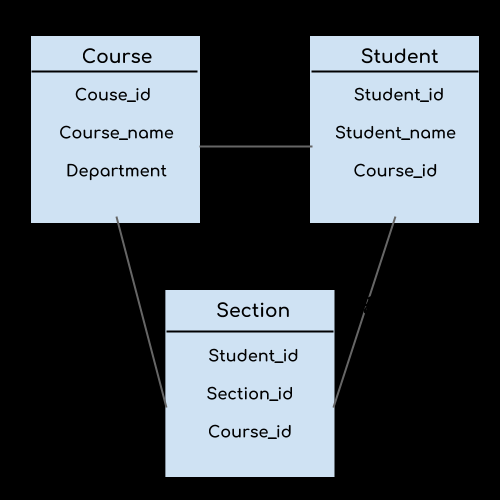 Course
Couse_id
Course_name
Department
Student
Student_id
Student_name
Course_id
Section
Student_id
Section_id
Course_id